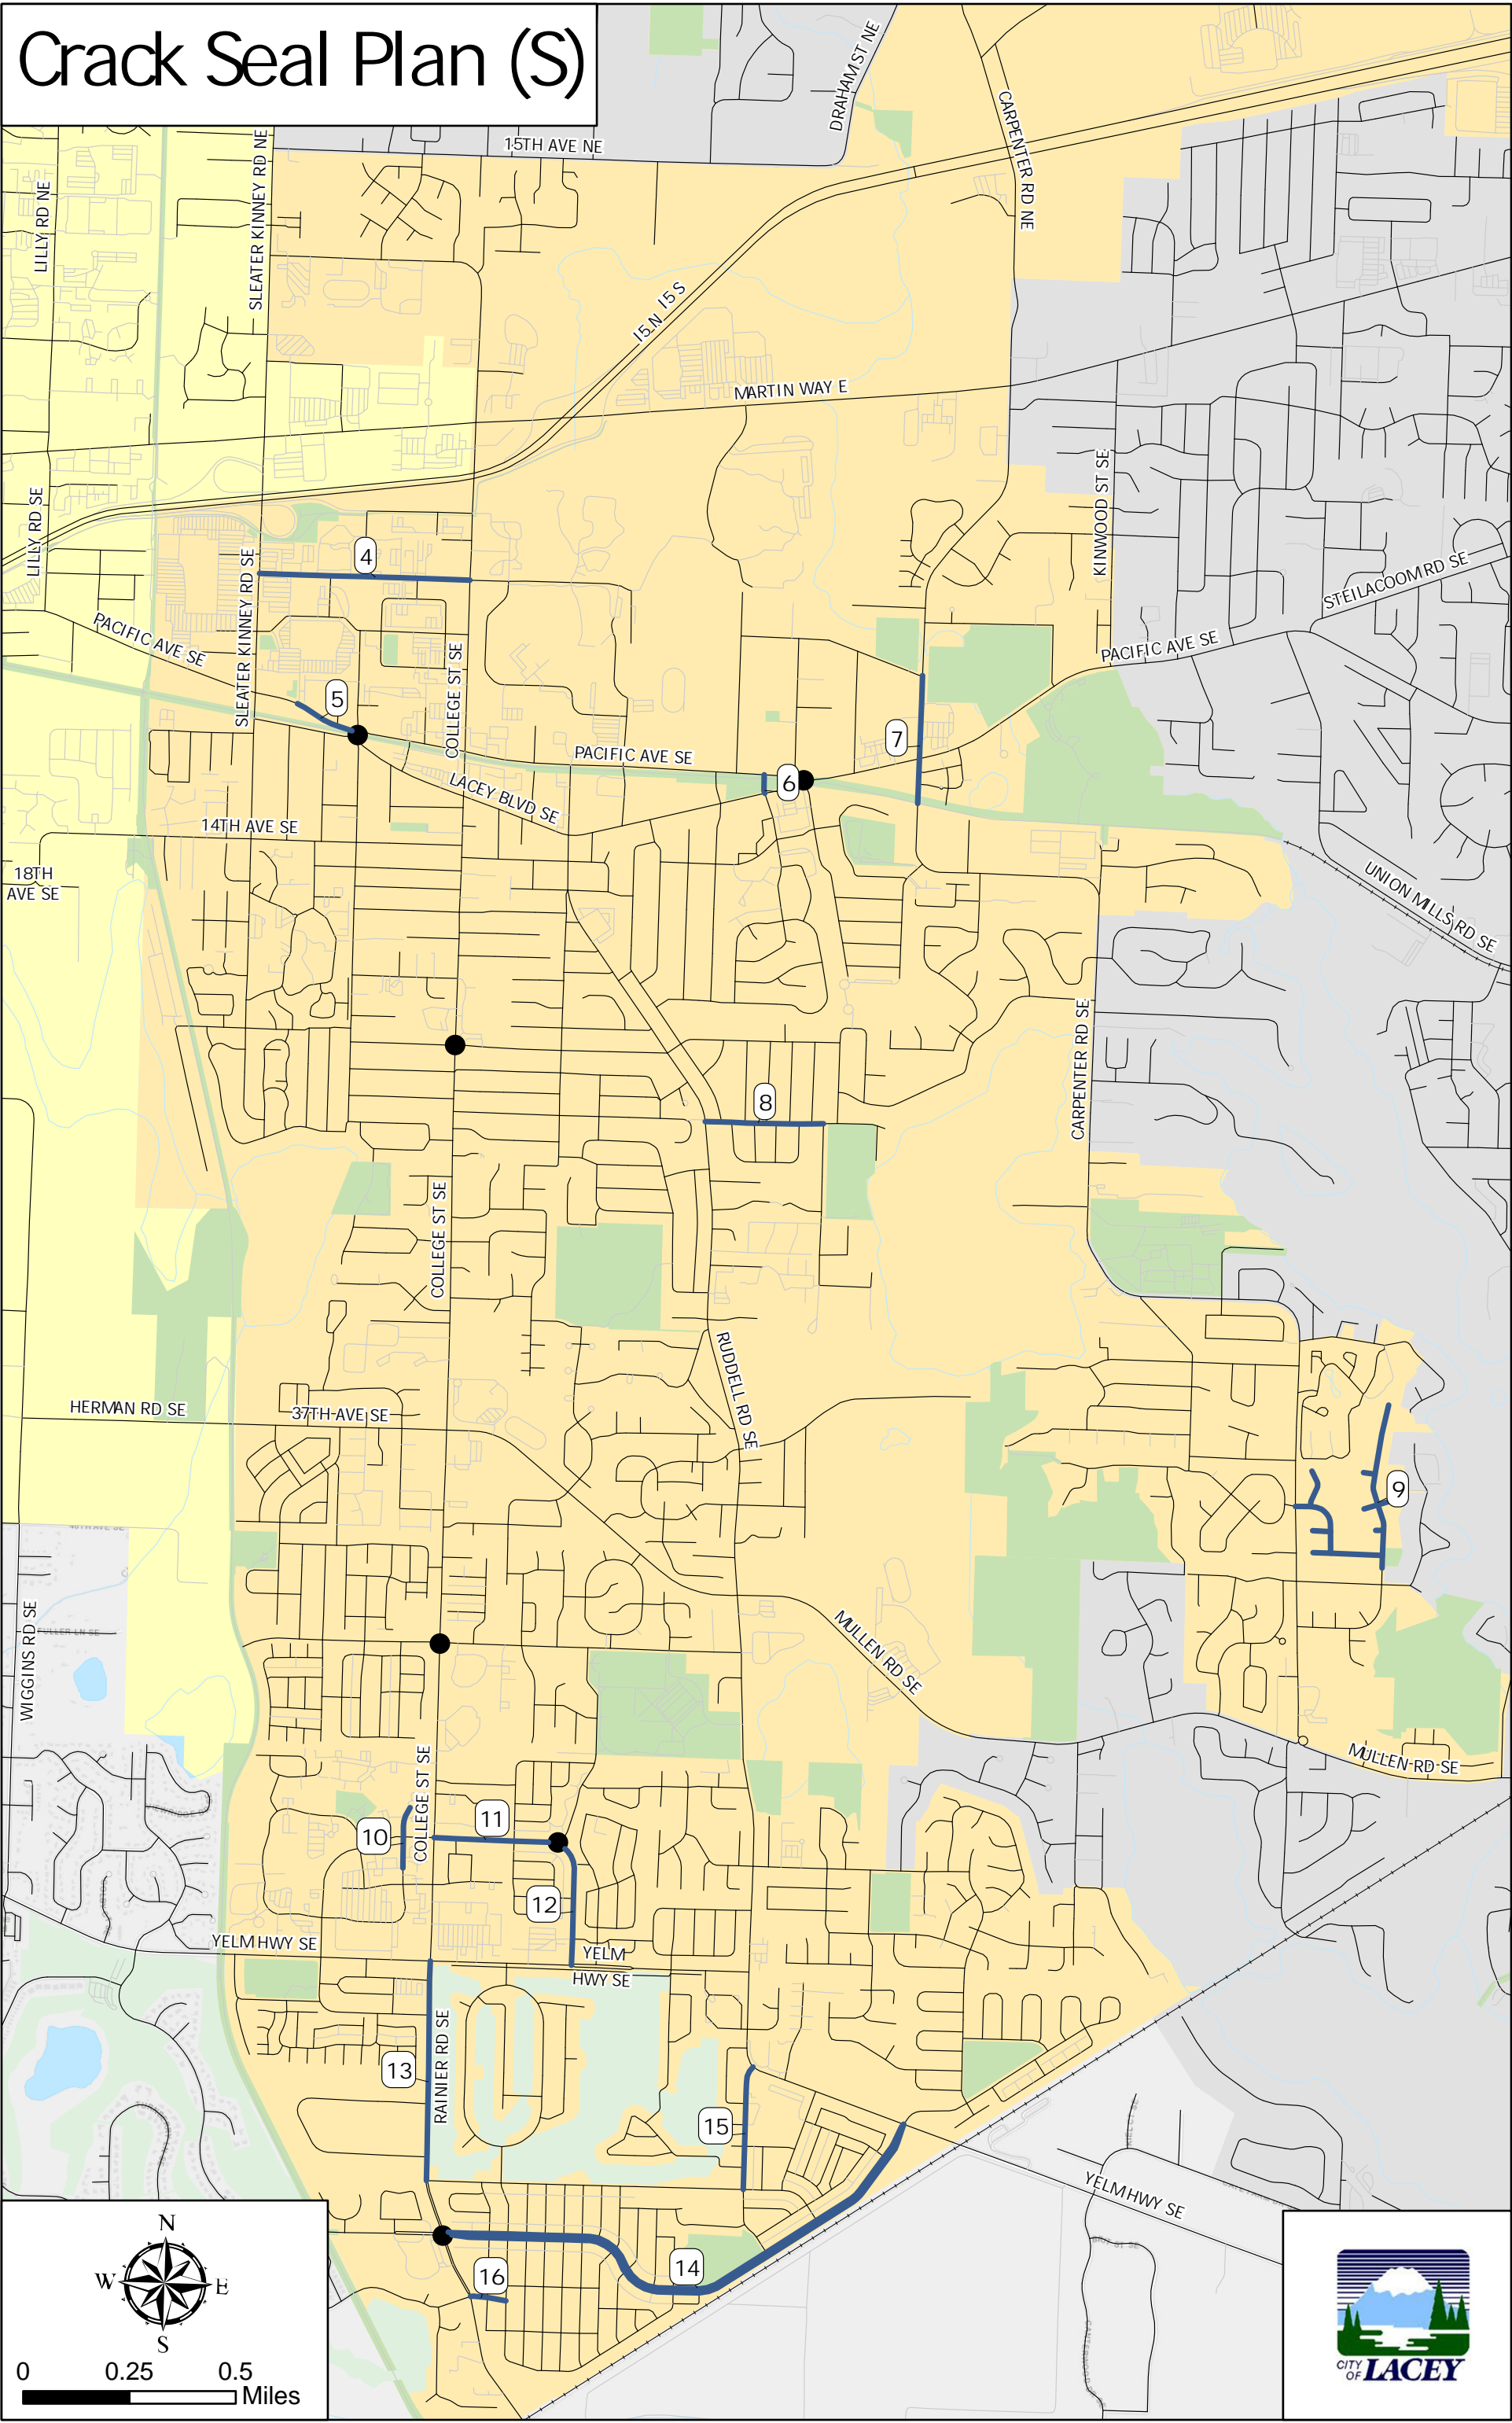 Crack Seal Plan (S)
DRAHAM ST NE
CARPENTER RD NE
15TH AVE NE
LILLY RD NE
SLEATER KINNEY RD NE
I5 N I5 S
MARTIN WAY E
KINWOOD ST SE
LILLY RD SE
4
SLEATER KINNEY RD SE
STEILACOOM RD SE
PACIFIC AVE SE
PACIFIC AVE SE
COLLEGE ST SE
5
7
PACIFIC AVE SE
6
LACEY BLVD SE
14TH AVE SE
18TH
AVE SE
UNION MILLS RD SE
CARPENTER RD SE
8
COLLEGE ST SE
RUDDELL RD SE
HERMAN RD SE
37TH AVE SE
9
FULLER LN SE
WIGGINS RD SE
MULLEN RD SE
MULLEN RD SE
COLLEGE ST SE
11
10
12
YELM HWY SE
YELM
HWY SE
RAINIER RD SE
13
15
YELM HWY SE
14
16
N
W E
S
0 0.25 0.5
Miles
CITY
OF LACEY